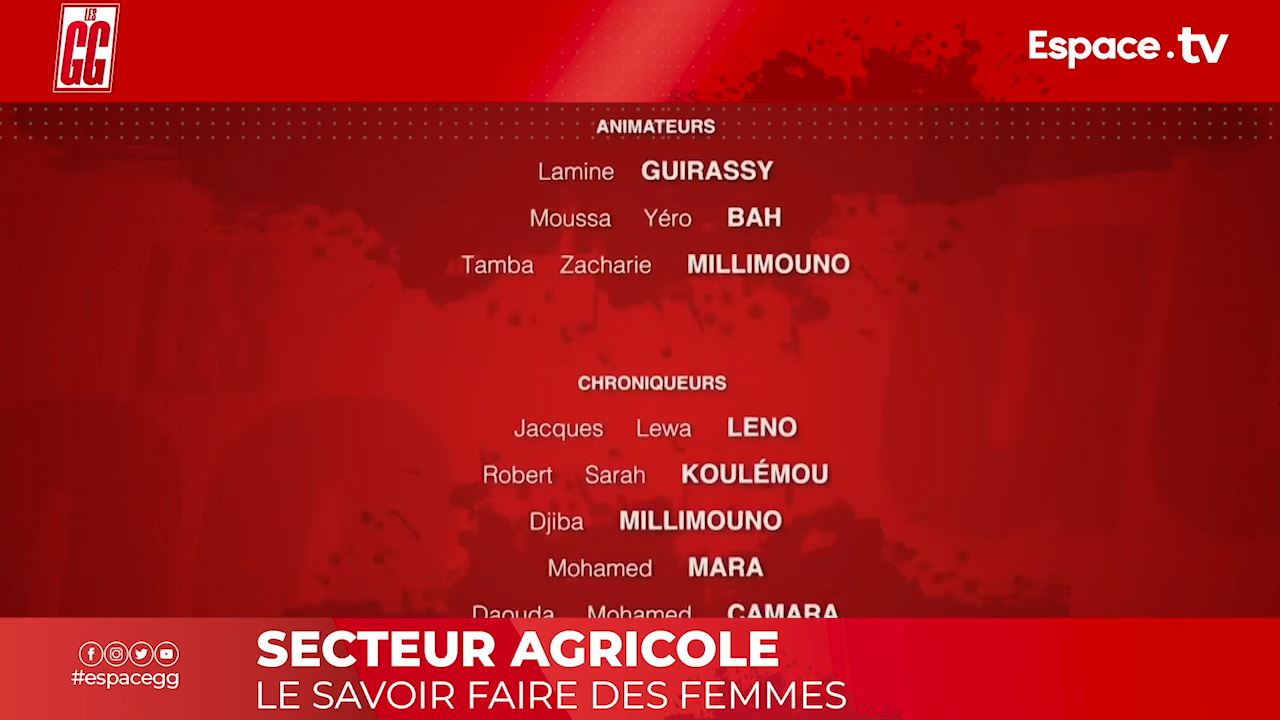 LES
GG
Espace.tv
ANIMATEURS
Lamine GUIRASSY
Moussa Yéro BAH
Tamba Zacharie MILLIMOUNO
CHRONIQUEURS
Jacques Lewa LENO
Robert Sarah KOULÉMOU
Djiba MILLIMOUNO
Mohamed MARA
Daouda Mohamed CAMARA
#espacegg
SECTEUR AGRICOLE
LE SAVOIR FAIRE DES FEMMES